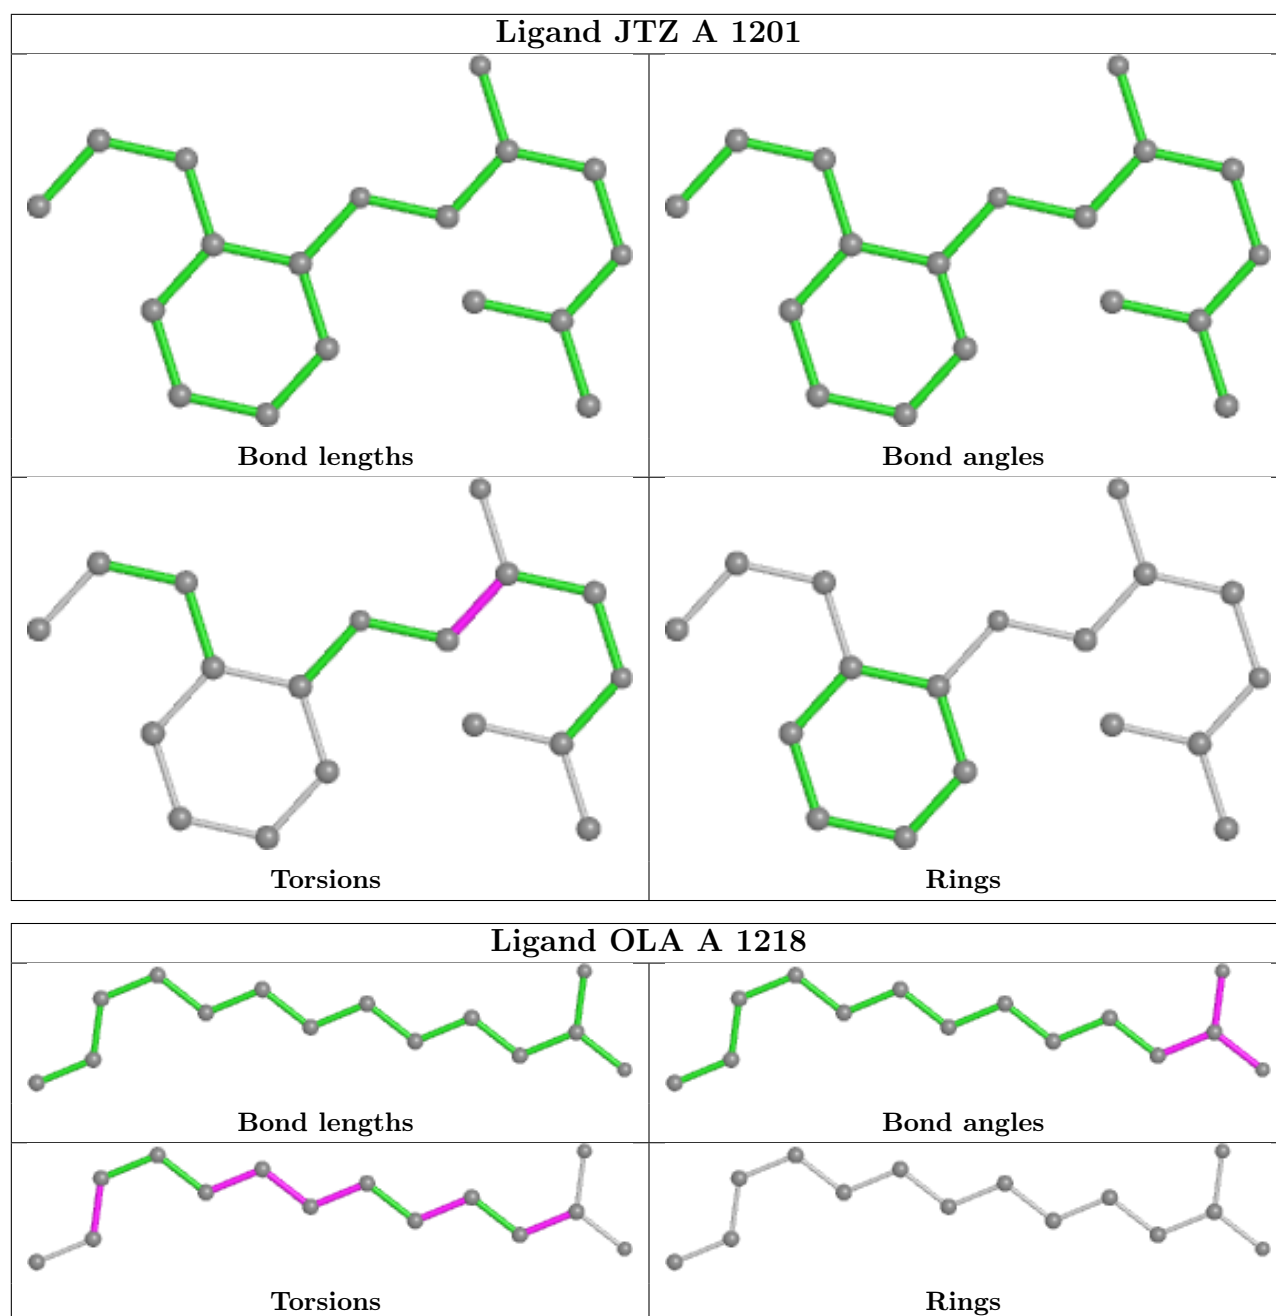 Ligand JTZ A 1201
Bond lengths
Bond angles
Torsions
Rings
Ligand OLA A 1218
Bond lengths
Bond angles
Torsions
Rings